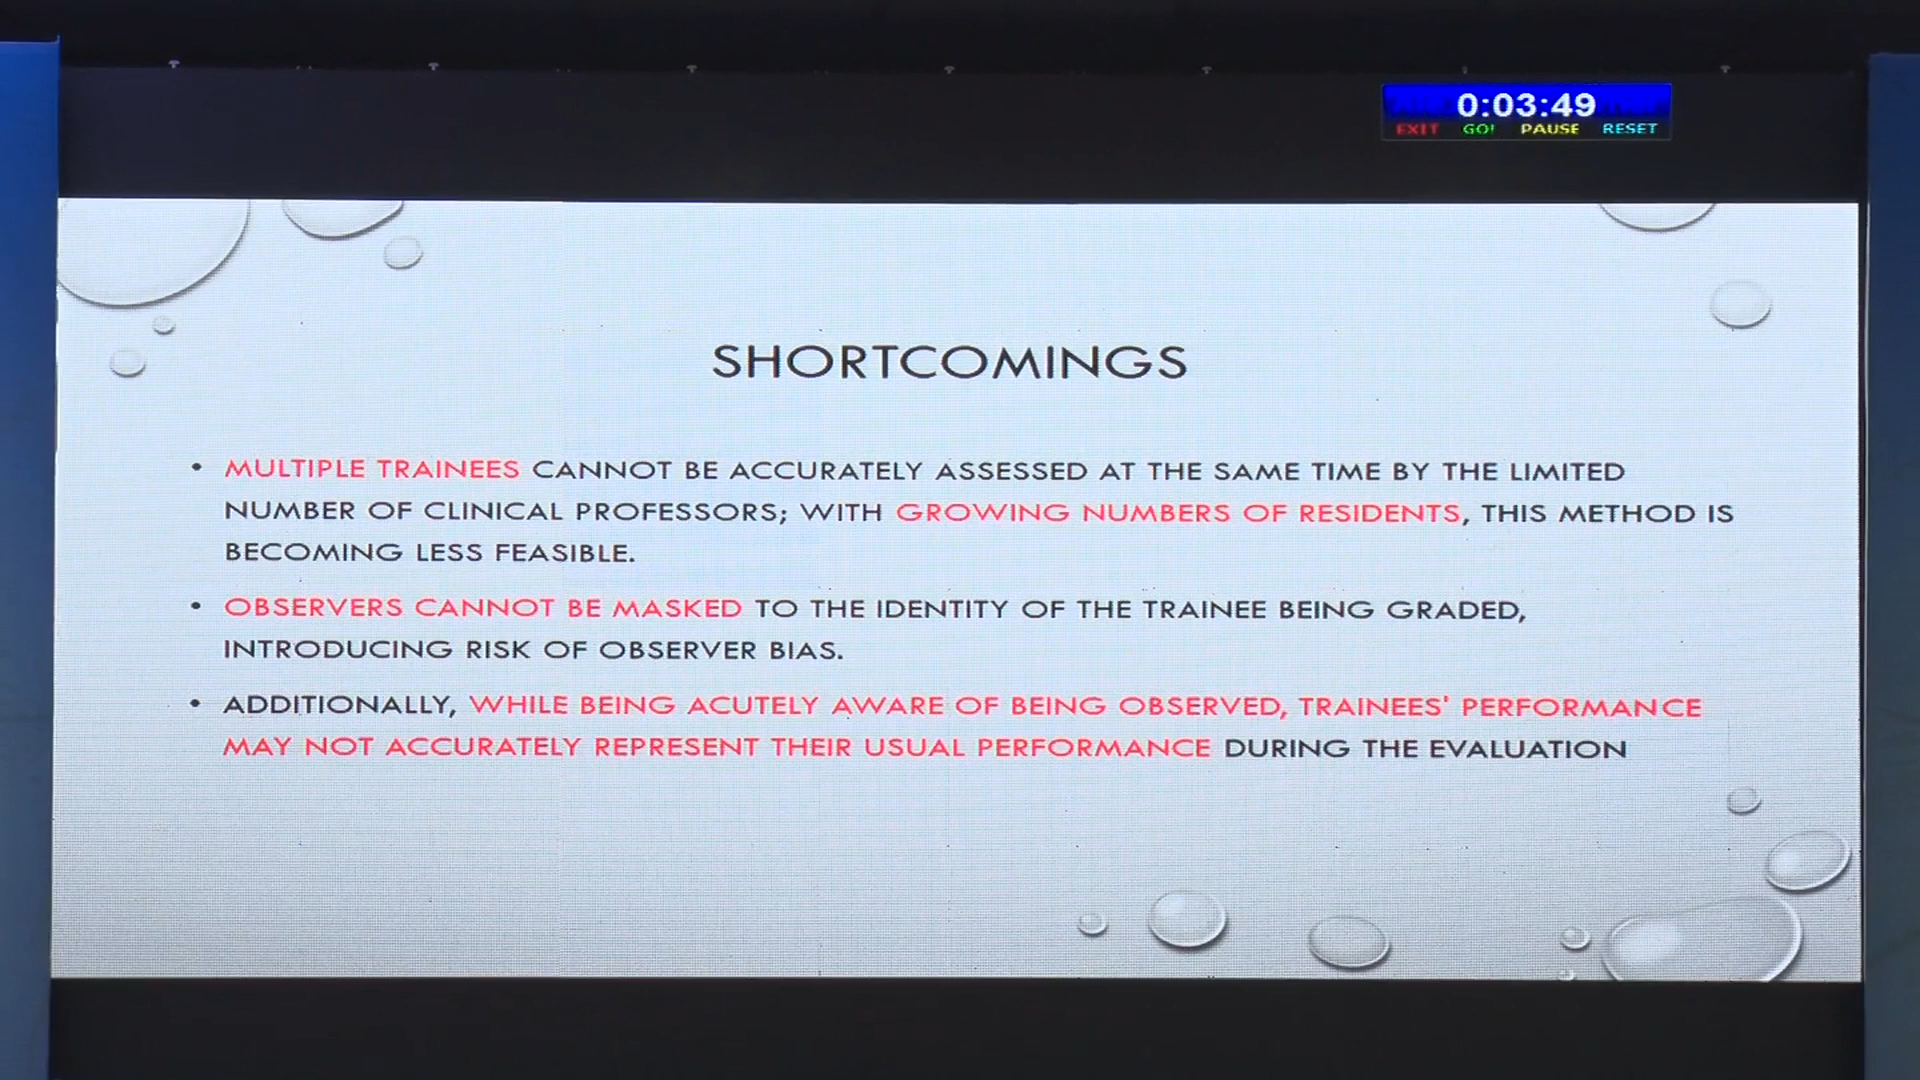 0:03:49
EXIT GO! PAUSE RESET
SHORTCOMINGS
• MULTIPLE TRAINEES CANNOT BE ACCURATELY ASSESSED AT THE SAME TIME BY THE LIMITED
NUMBER OF CLINICAL PROFESSORS; WITH GROWING NUMBERS OF RESIDENTS, THIS METHOD IS
BECOMING LESS FEASIBLE.
• OBSERVERS CANNOT BE MASKED TO THE IDENTITY OF THE TRAINEE BEING GRADED,
INTRODUCING RISK OF OBSERVER BIAS.
• ADDITIONALLY, WHILE BEING ACUTELY AWARE OF BEING OBSERVED, TRAINEES' PERFORMANCE
MAY NOT ACCURATELY REPRESENT THEIR USUAL PERFORMANCE DURING THE EVALUATION